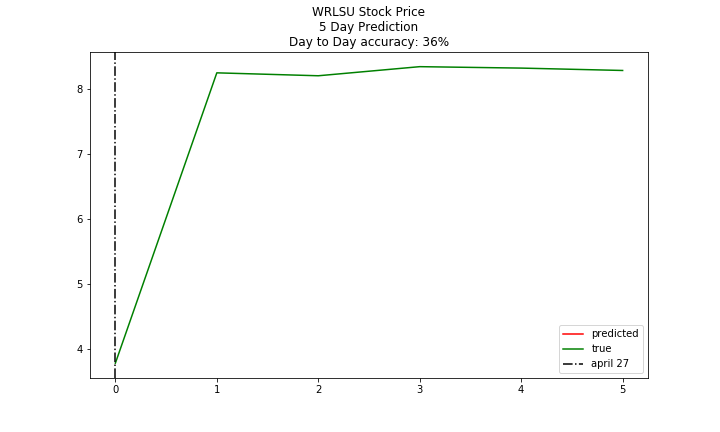 WRLSU Stock Price
5 Day Prediction
Day to Day accuracy: 36%
8
7
6
5
4
0 1 2 3 4 5
predicted
true
april 27